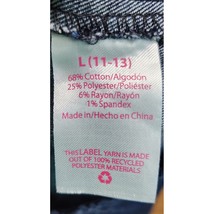 L (11-13)
68% Cotton/Algodón
25% Polyester/Poliéster
6% Rayon/Rayón
1% Spandex
Made in/Hecho en China
THIS LABEL YARN IS MADE
OUT OF 100% RECYCLED
POLYESTER MATERIALS